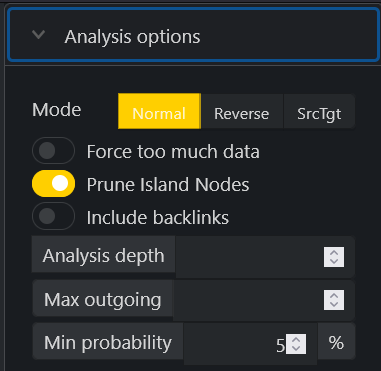 Analysis options
Mode Normal Reverse SrcTgt
Force too much data
Prune Island Nodes
Include backlinks
Analysis depth
Max outgoing
Min probability 5 %